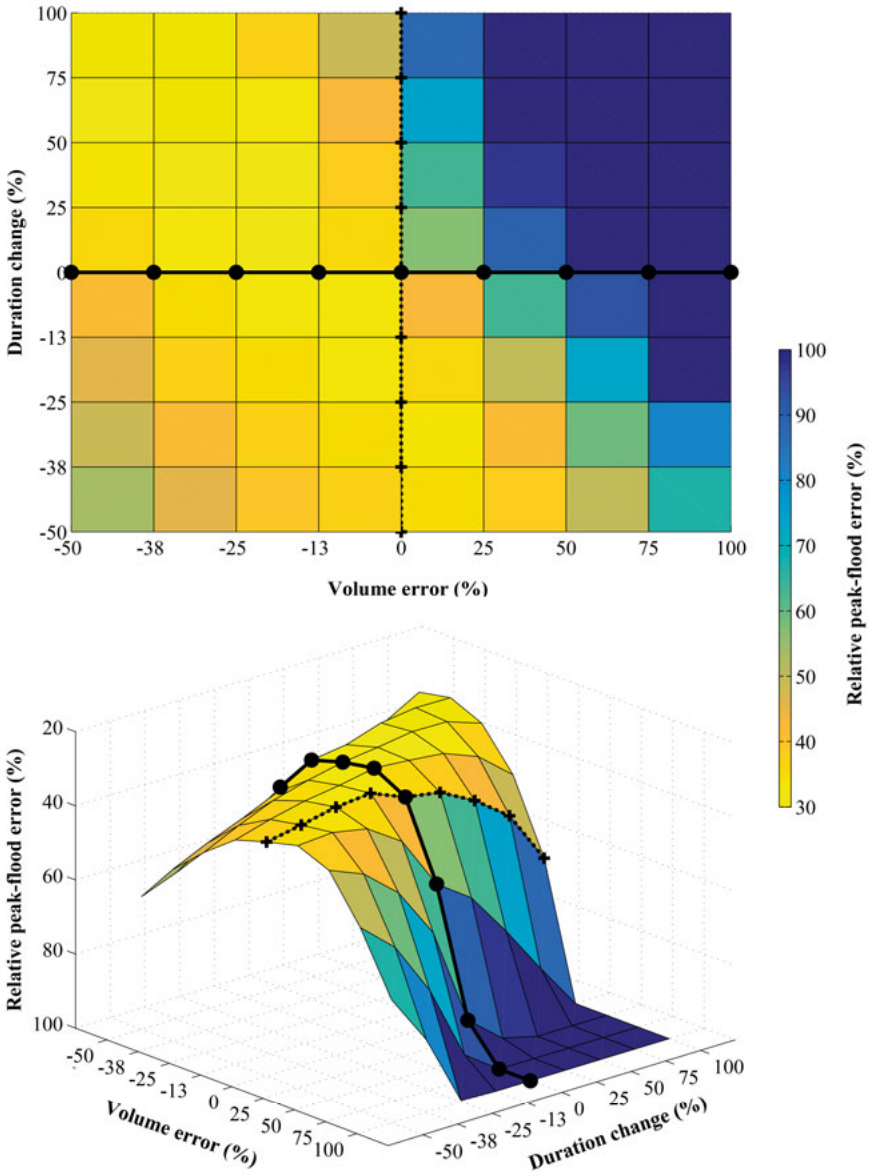 100
75
50
25
0
-13
-25
-38
-50
Duration change (%)
-50 -38 -25 -13 0 25 50 75 100
Volume error (%)
100
90
80
70
60
50
40
30
Relative peak-flood error (%)
20
40
60
80
100
Relative peak-flood error (%)
-50 -38 -25 -13 0 25 50 75 100
Volume error (%)
-50 -38 -25 -13 0 25 50 75 100
Duration change (%)